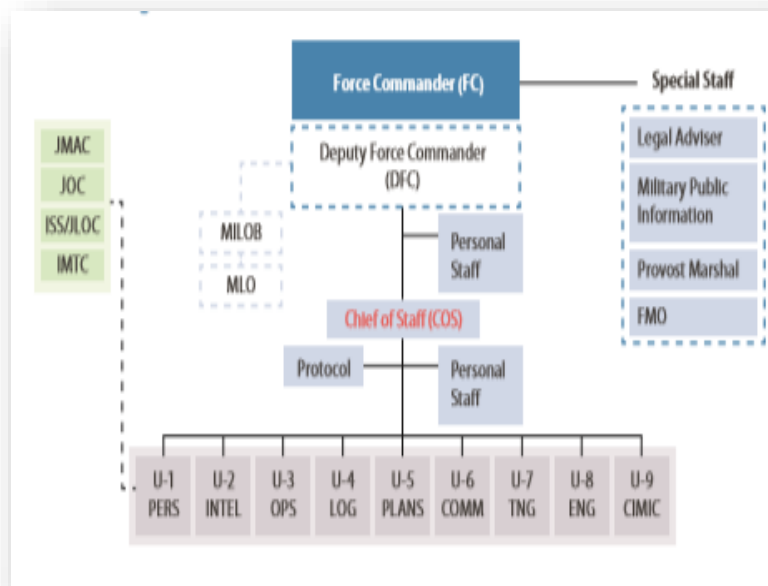 Force Commander (FC)
Special Staff
Deputy Force Commander
(DFC)
Legal Adviser
Military Public
Information
Provost Marshal
FMO
JMAC
JOC
ISS/JLOC
IMTC
MILOB
MLO
Personal
Staff
Chief of Staff (COS)
Protocol
Personal
Staff
U-1
PERS
U-2
INTEL
U-3
OPS
U-4
LOG
U-5
PLANS
U-6
COMM
U-7
TNG
U-8
ENG
U-9
CIMIC